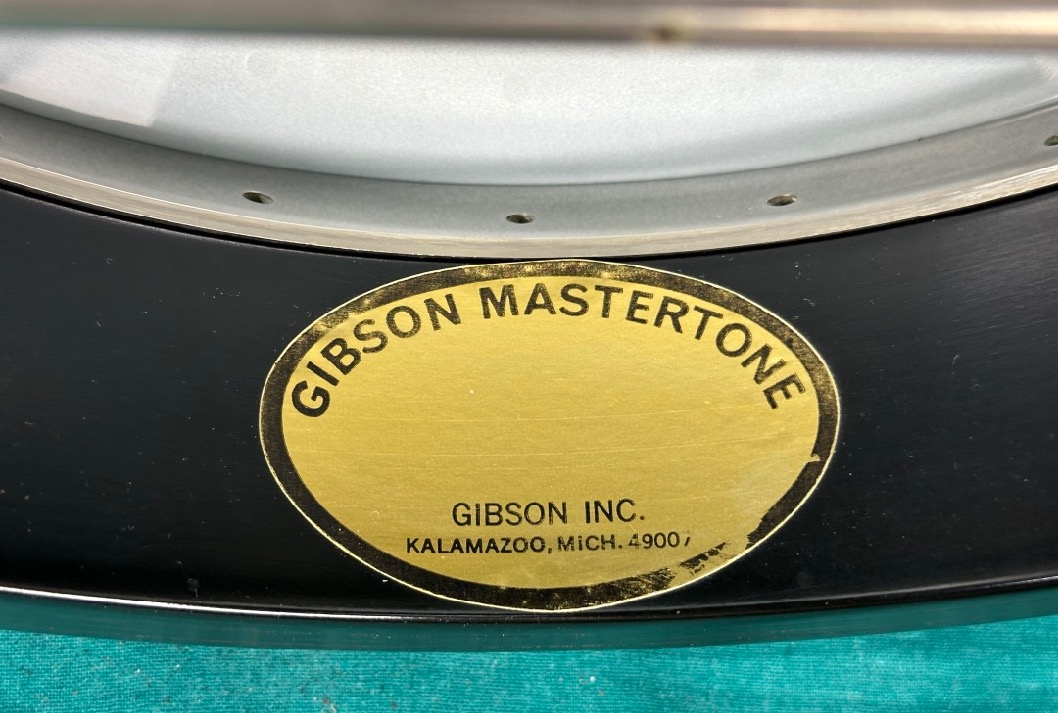 GIBSON MASTERTONE
GIBSON INC.
KALAMAZOO, MICH. 49007